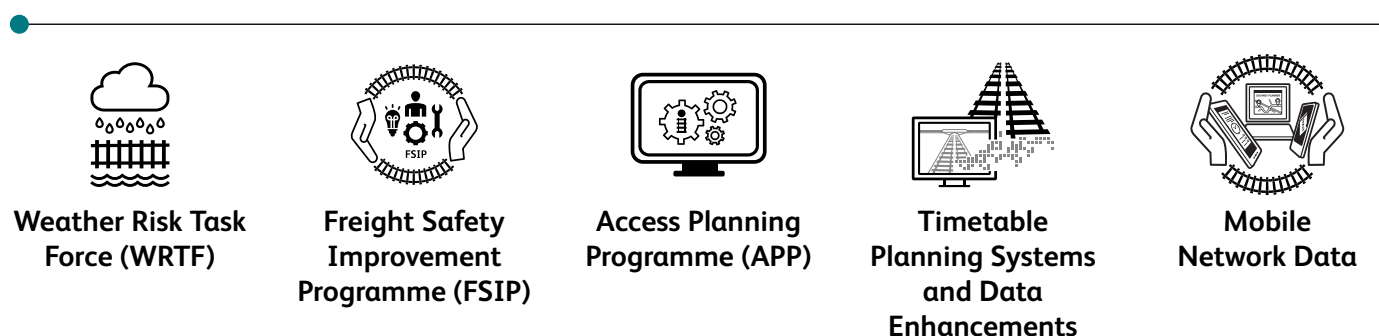 FSIP
Weather Risk Task
Force (WRTF)
Freight Safety
Improvement
Programme (FSIP)
Access Planning
Programme (APP)
Timetable
Planning Systems
and Data
Enhancements
Mobile
Network Data